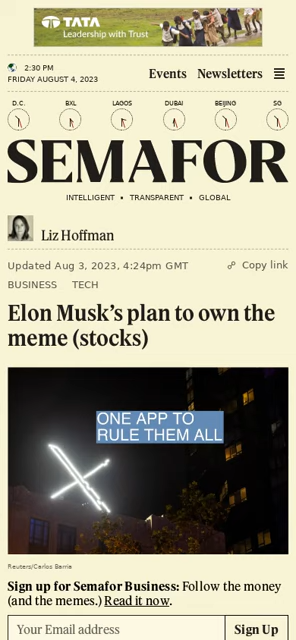 TATA
Leadership with Trust
2:30 PM
FRIDAY AUGUST 4, 2023
Events Newsletters
D.C. BXL LAGOS DUBAI BEIJING SO
SEMAFOR
INTELLIGENT • TRANSPARENT • GLOBAL
Liz Hoffman
Updated Aug 3, 2023, 4:24pm GMT
Copy link
BUSINESS TECH
Elon Musk’s plan to own the
meme (stocks)
ONE APP TO
RULE THEM ALL
Reuters/Carlos Barria
Sign up for Semafor Business: Follow the money
(and the memes.) Read it now.
Your Email address
Sign Up